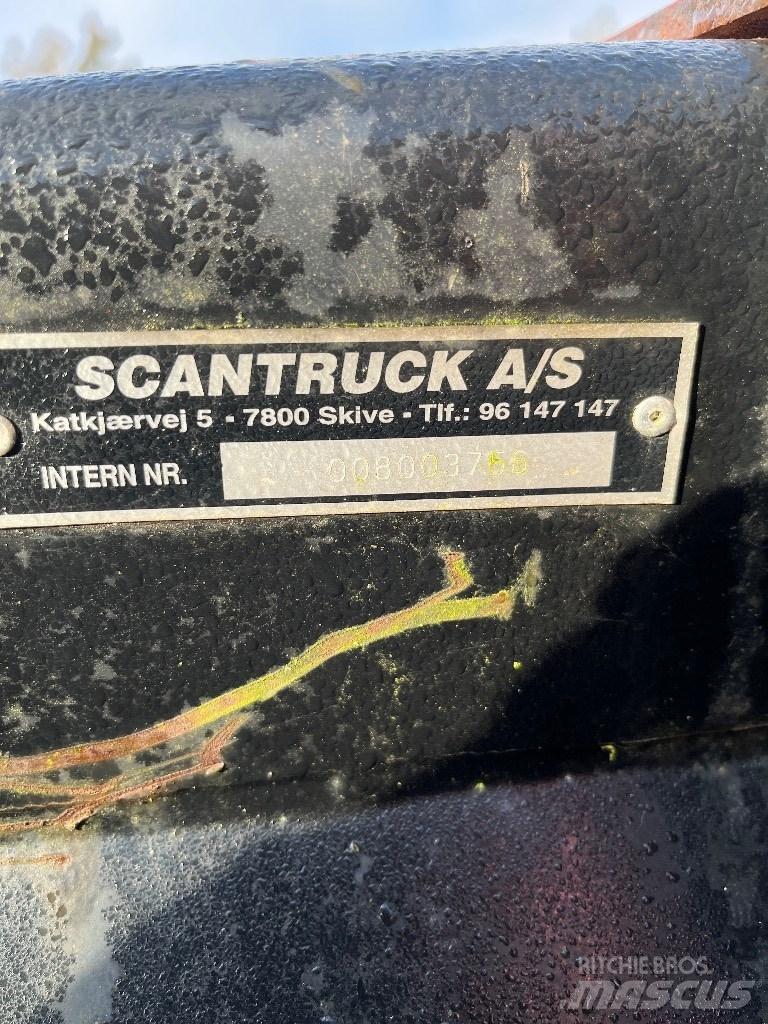 SCANTRUCK A/S
Katkjærvej 5 - 7800 Skive - Tlf.: 96 147 147
INTERN NR.
RITCHIE BROS.
MASCUS